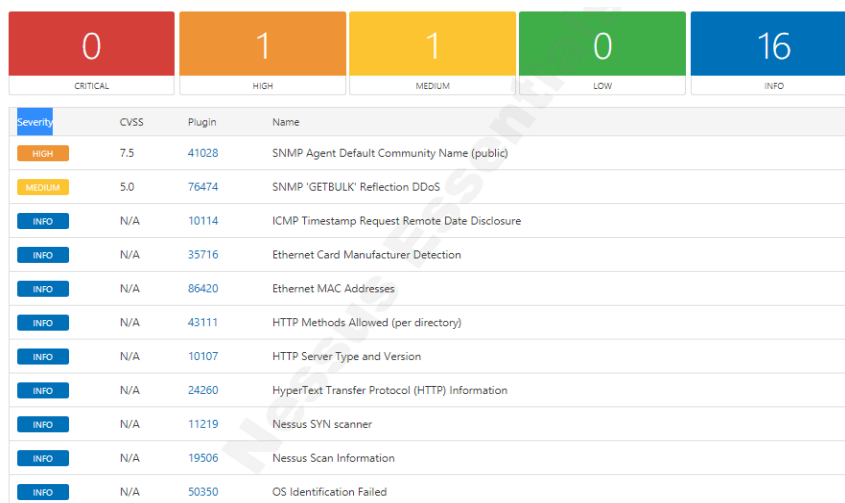 0 1 1 0 16
CRITICAL HIGH MEDIUM LOW INFO
Severity CVSS Plugin Name
HIGH 7.5 41028 SNMP Agent Default Community Name (public)
MEDIUM 5.0 76474 SNMP 'GETBULK' Reflection DDoS
INFO N/A 10114 ICMP Timestamp Request Remote Date Disclosure
INFO N/A 35716 Ethernet Card Manufacturer Detection
INFO N/A 86420 Ethernet MAC Addresses
INFO N/A 43111 HTTP Methods Allowed (per directory)
INFO N/A 10107 HTTP Server Type and Version
INFO N/A 24260 HyperText Transfer Protocol (HTTP) Information
INFO N/A 11219 Nessus SYN scanner
INFO N/A 19506 Nessus Scan Information
INFO N/A 50350 OS Identification Failed
Nessus Essenti